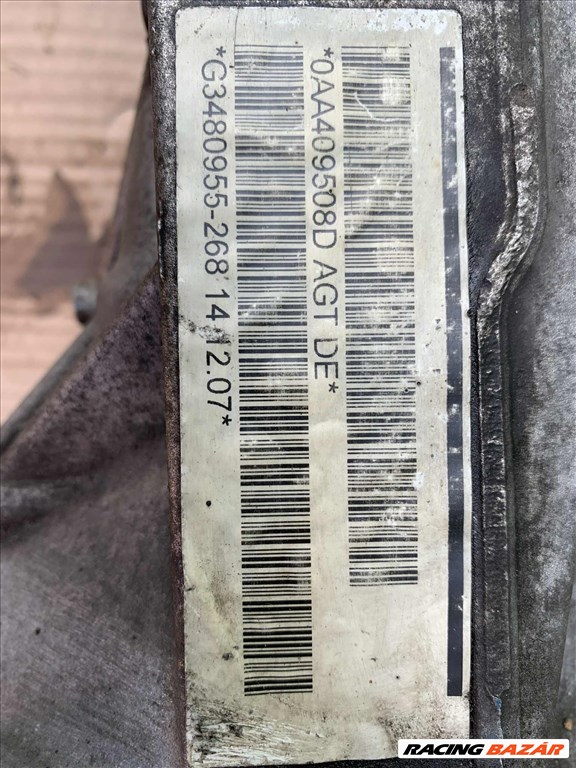 *0AA409508D AGT DE*
*G3480955-268 14.12.07*
RACING BAZÁR